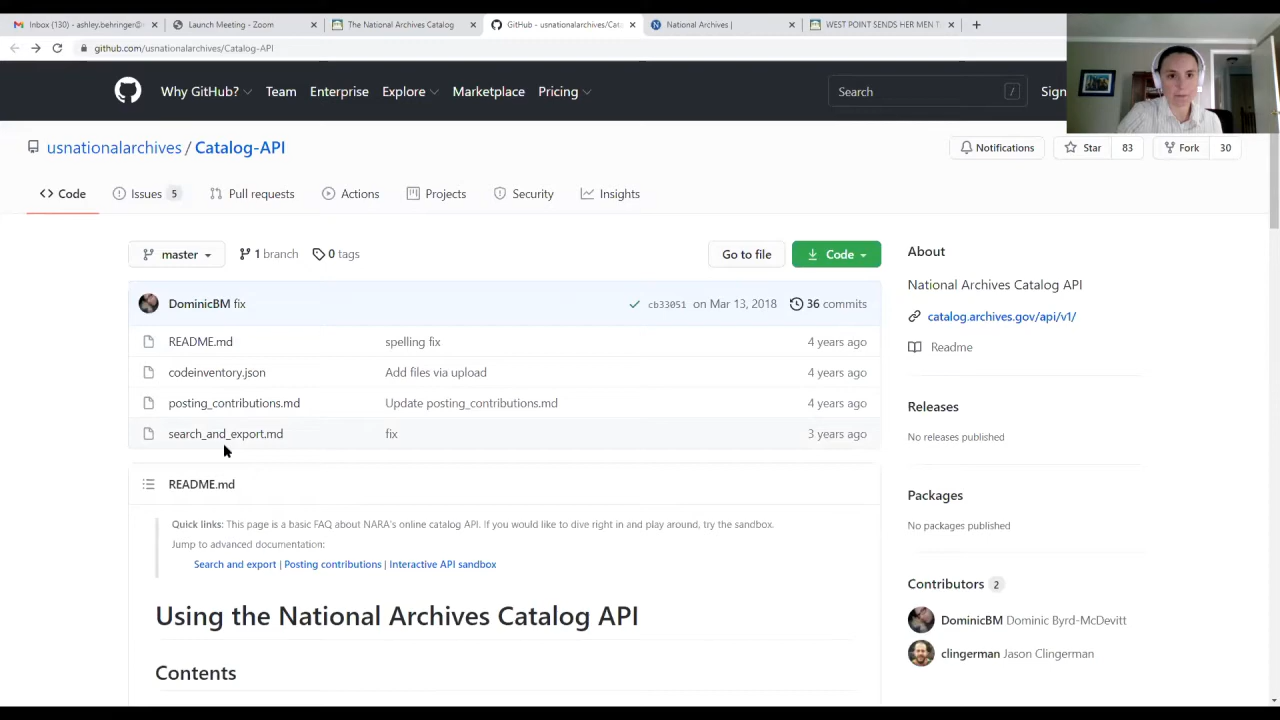 Inbox (130) - ashley.behringer@
Launch Meeting - Zoom
The National Archives Catalog
GitHub - usnationalarchives/Cat
National Archives |
WEST POINT SENDS HER MEN T
github.com/usnationalarchives/Catalog-API
Why GitHub? Team Enterprise Explore Marketplace Pricing
Search /
Sign
usnationalarchives / Catalog-API
Notifications Star 83 Fork 30
Code Issues 5 Pull requests Actions Projects Security Insights
master 1 branch 0 tags Go to file Code
DominicBM fix cb33051 on Mar 13, 2018 36 commits
README.md spelling fix 4 years ago
codeinventory.json Add files via upload 4 years ago
posting_contributions.md Update posting_contributions.md 4 years ago
search_and_export.md fix 3 years ago
README.md
Quick links: This page is a basic FAQ about NARA's online catalog API. If you would like to dive right in and play around, try the sandbox.
Jump to advanced documentation:
Search and export | Posting contributions | Interactive API sandbox
Using the National Archives Catalog API
Contents
About
National Archives Catalog API
catalog.archives.gov/api/v1/
Readme
Releases
No releases published
Packages
No packages published
Contributors 2
DominicBM Dominic Byrd-McDevitt
clingerman Jason Clingerman